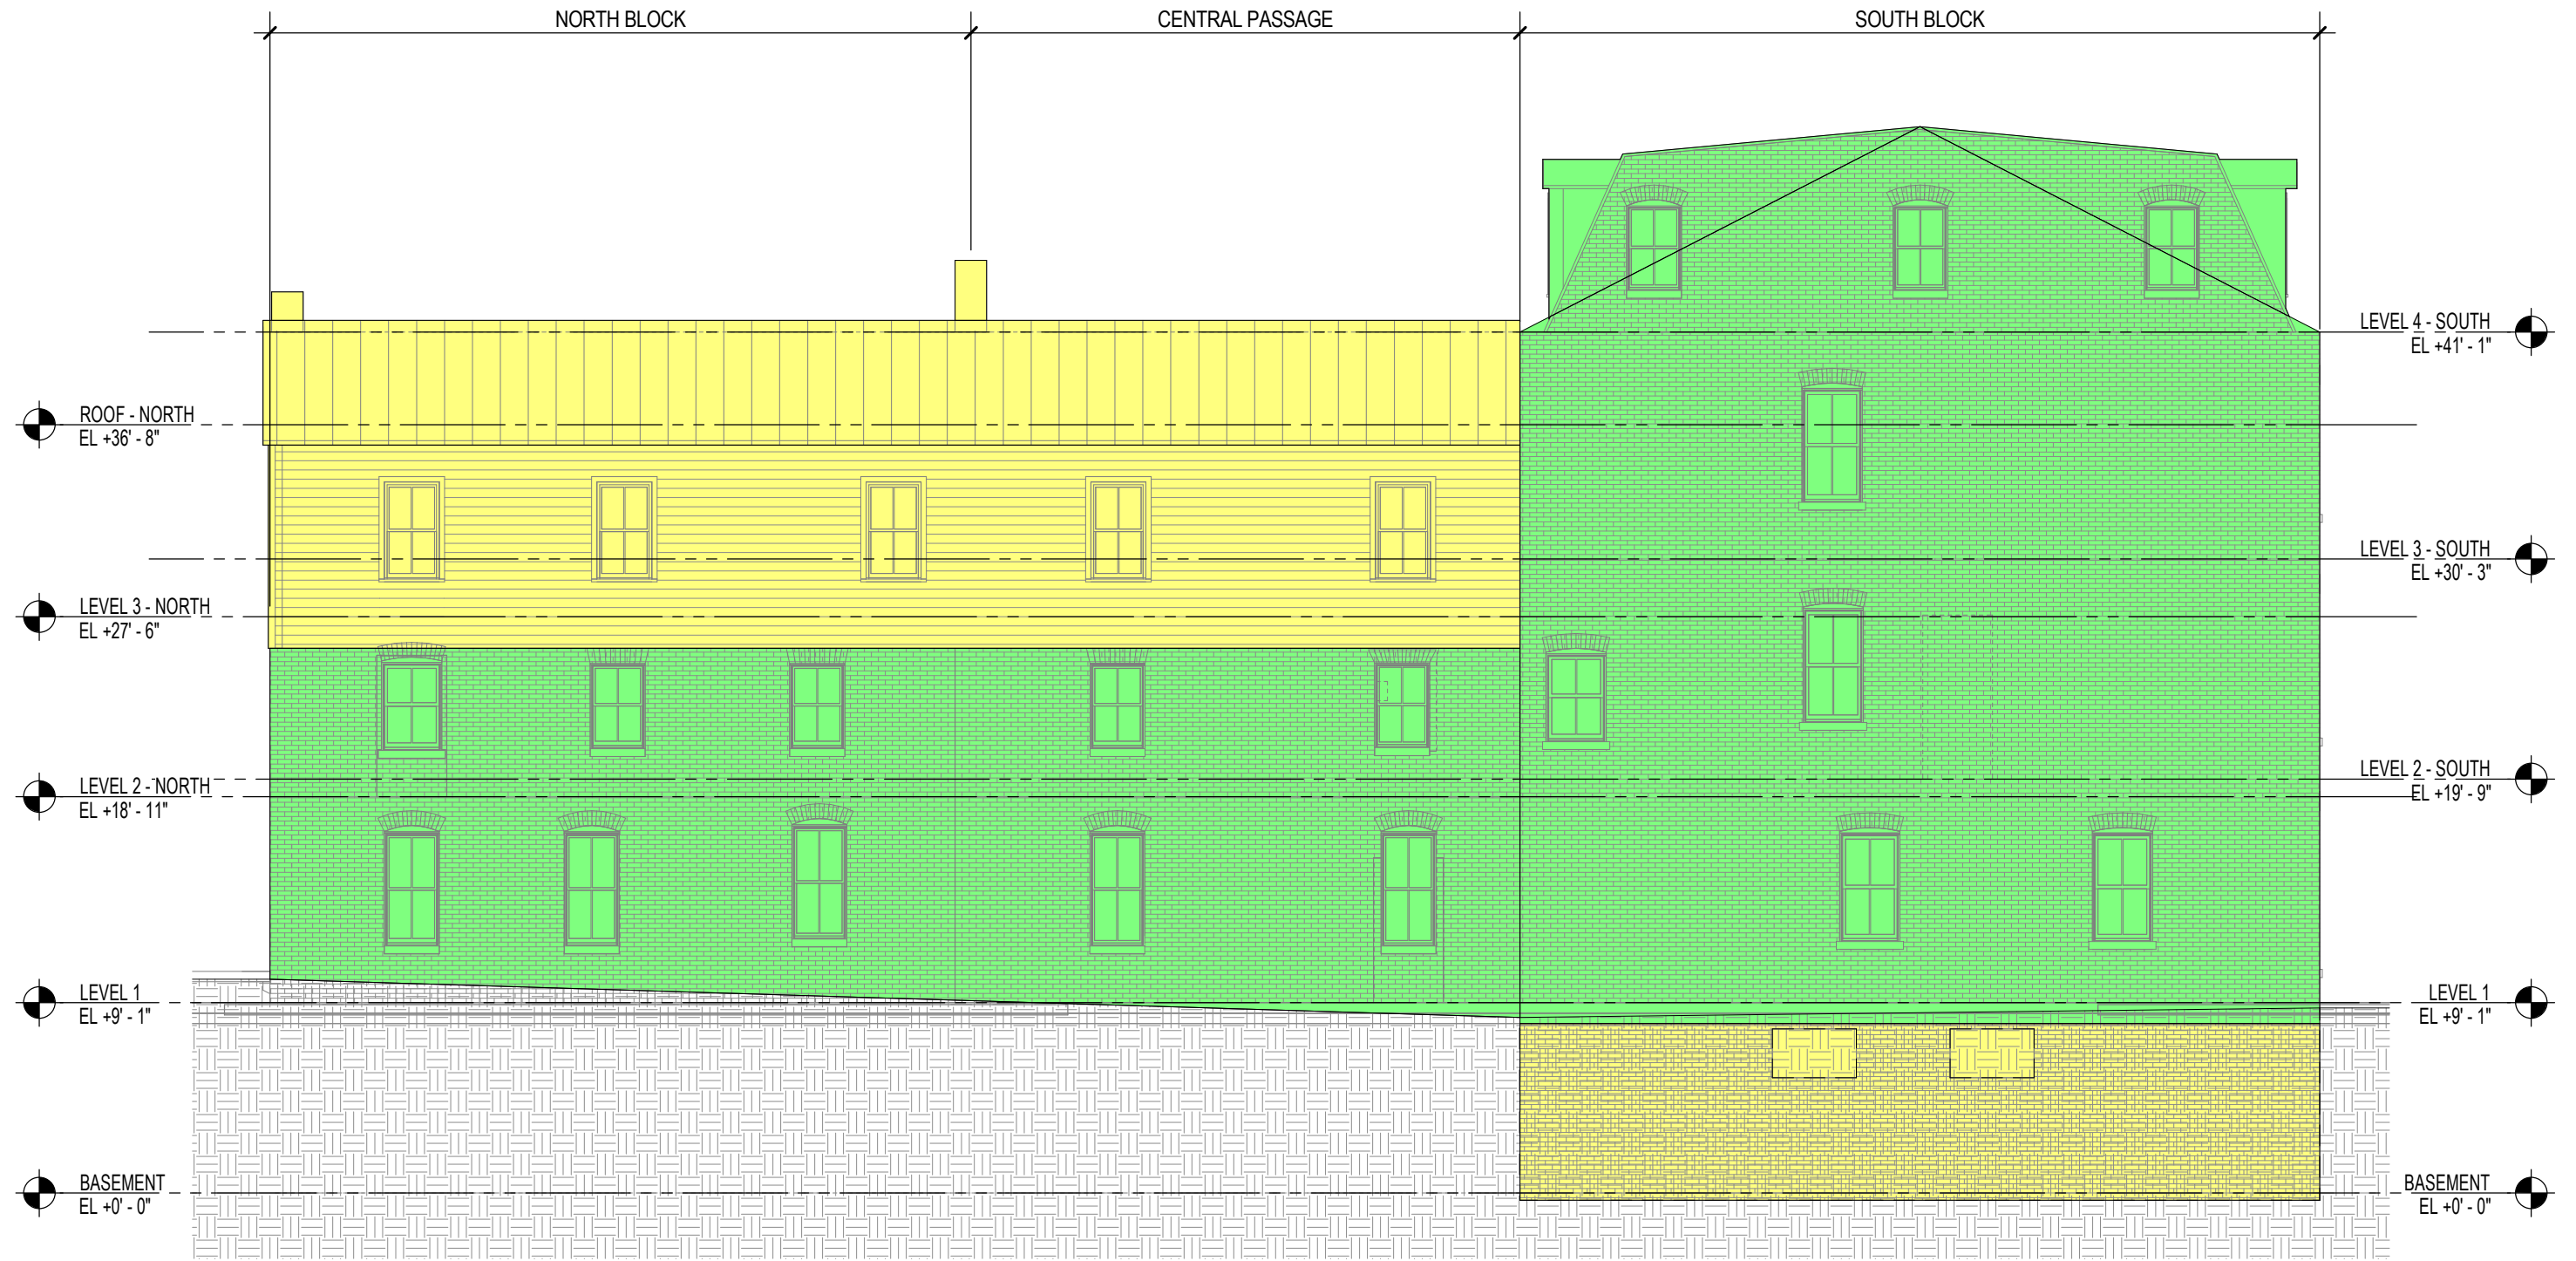 NORTH BLOCK
CENTRAL PASSAGE
SOUTH BLOCK
ROOF - NORTH
EL +36' - 8"
LEVEL 3 - NORTH
EL +27' - 6"
LEVEL 2 - NORTH
EL +18' - 11"
LEVEL 1
EL +9' - 1"
BASEMENT
EL +0' - 0"
LEVEL 4 - SOUTH
EL +41' - 1"
LEVEL 3 - SOUTH
EL +30' - 3"
LEVEL 2 - SOUTH
EL +19' - 9"
LEVEL 1
EL +9' - 1"
BASEMENT
EL +0' - 0"